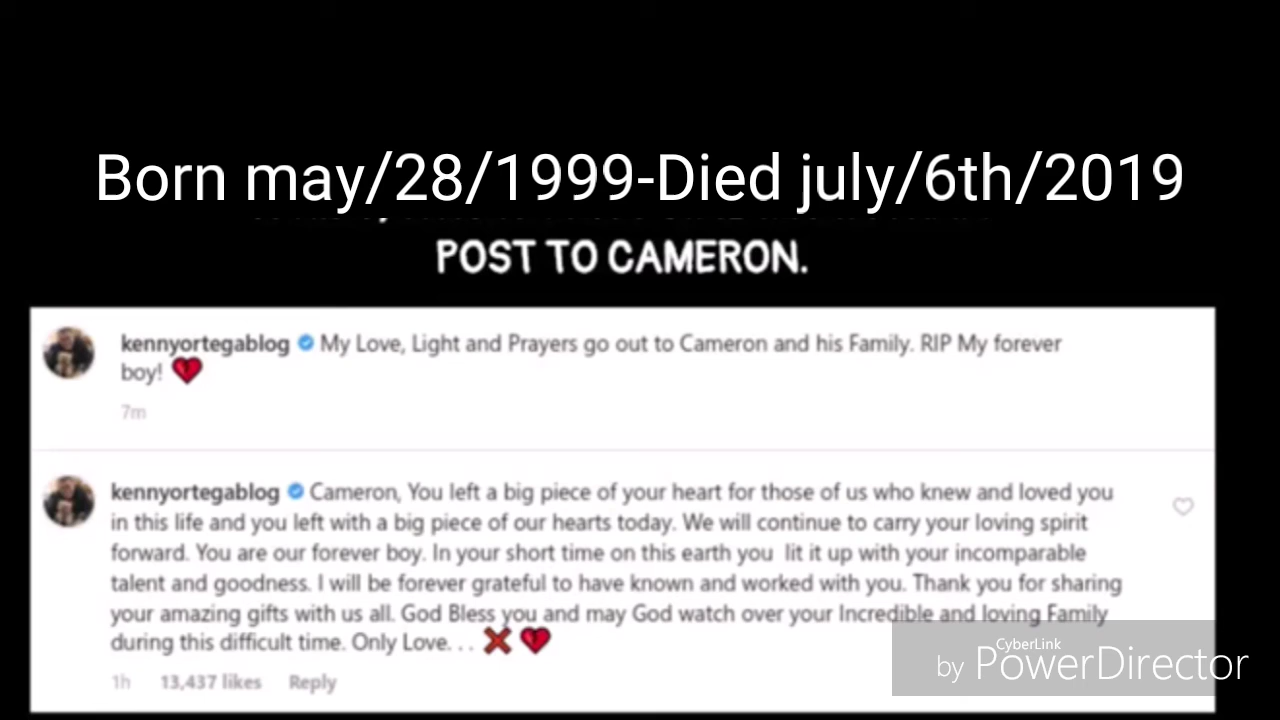 Born may/28/1999-Died july/6th/2019
POST TO CAMERON.
kennyortegablog My Love, Light and Prayers go out to Cameron and his Family. RIP My forever
boy! 💔
7m
kennyortegablog Cameron, You left a big piece of your heart for those of us who knew and loved you
in this life and you left with a big piece of our hearts today. We will continue to carry your loving spirit
forward. You are our forever boy. In your short time on this earth you lit it up with your incomparable
talent and goodness. I will be forever grateful to have known and worked with you. Thank you for sharing
your amazing gifts with us all. God Bless you and may God watch over your Incredible and loving Family
during this difficult time. Only Love. . . ❌ 💔
1h 13,437 likes Reply
CyberLink
by PowerDirector